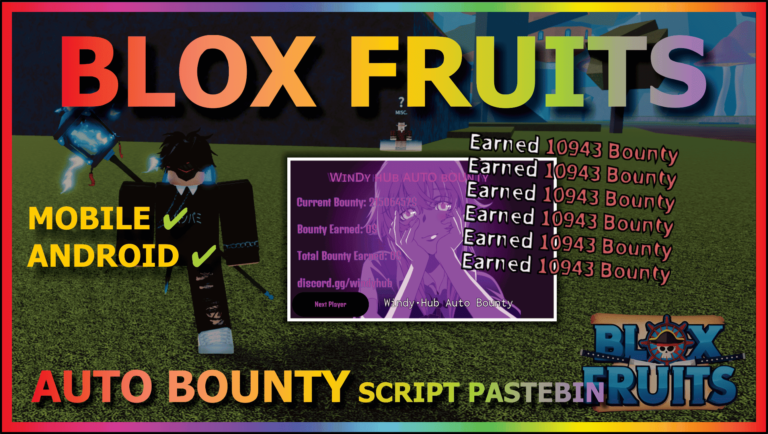 BLOX FRUITS
?
MISC.
Earned 10943 Bounty
Earned 10943 Bounty
Earned 10943 Bounty
Earned 10943 Bounty
Earned 10943 Bounty
Earned 10943 Bounty
WINDY HUB AUTO BOUNTY
Current Bounty:
Bounty Earned:
Total Bounty Earned:
discord.gg/windyhub
Next Player
Windy Hub Auto Bounty
MOBILE ✓
ANDROID ✓
BLOX
FRUITS
AUTO BOUNTY SCRIPT PASTEBIN